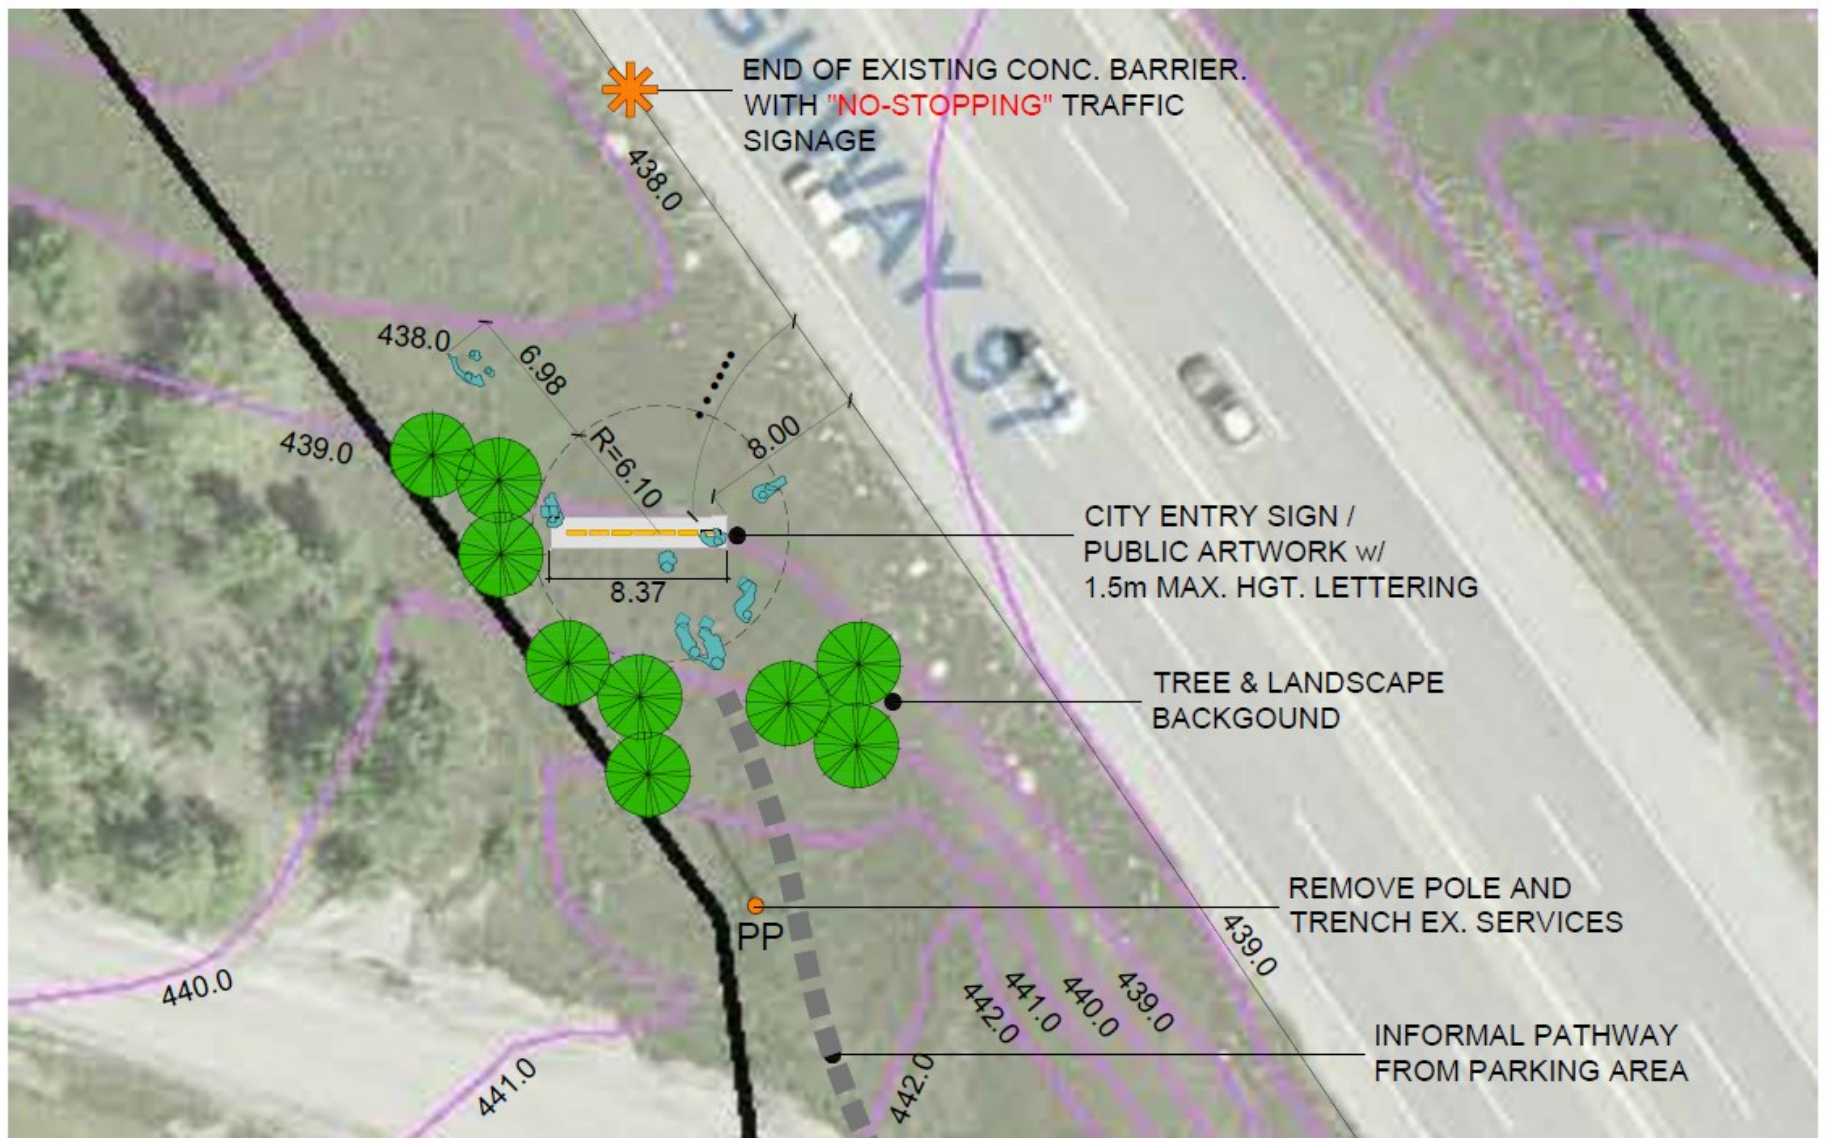 END OF EXISTING CONC. BARRIER.
WITH "NO-STOPPING" TRAFFIC
SIGNAGE
438.0
HIGHWAY 97
438.0
6.98
439.0
R=6.10
8.00
8.37
CITY ENTRY SIGN /
PUBLIC ARTWORK w/
1.5m MAX. HGT. LETTERING
TREE & LANDSCAPE
BACKGOUND
REMOVE POLE AND
TRENCH EX. SERVICES
PP
439.0
440.0
442.0
441.0
440.0
439.0
INFORMAL PATHWAY
FROM PARKING AREA
441.0
442.0